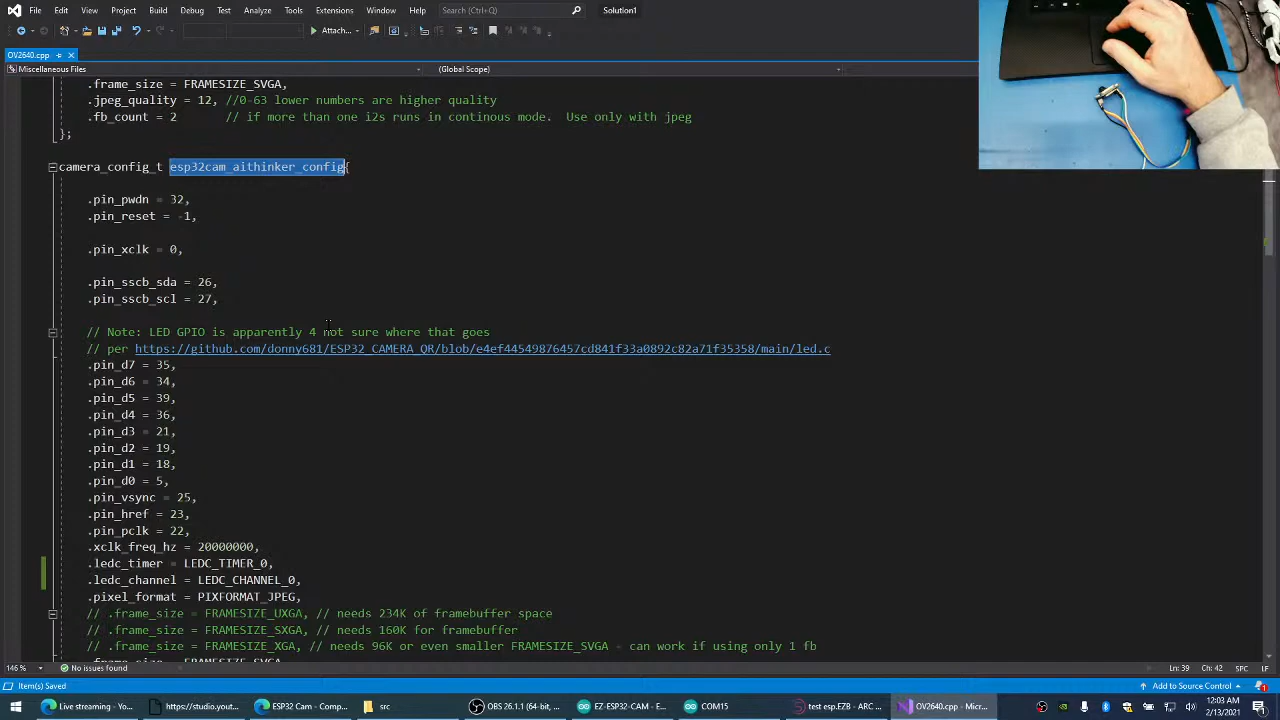 File Edit View Project Build Debug Test Analyze Tools Extensions Window Help Search (Ctrl+Q) Solution1
Attach...
OV2640.cpp
Miscellaneous Files (Global Scope)
.frame_size = FRAMESIZE_SVGA,
.jpeg_quality = 12, //0-63 lower numbers are higher quality
.fb_count = 2 // if more than one i2s runs in continous mode. Use only with jpeg
};
camera_config_t esp32cam_aithinker_config{
.pin_pwdn = 32,
.pin_reset = -1,
.pin_xclk = 0,
.pin_sscb_sda = 26,
.pin_sscb_scl = 27,
// Note: LED GPIO is apparently 4 not sure where that goes
// per https://github.com/donny681/ESP32_CAMERA_QR/blob/e4ef44549876457cd841f33a0892c82a71f35358/main/led.c
.pin_d7 = 35,
.pin_d6 = 34,
.pin_d5 = 39,
.pin_d4 = 36,
.pin_d3 = 21,
.pin_d2 = 19,
.pin_d1 = 18,
.pin_d0 = 5,
.pin_vsync = 25,
.pin_href = 23,
.pin_pclk = 22,
.xclk_freq_hz = 20000000,
.ledc_timer = LEDC_TIMER_0,
.ledc_channel = LEDC_CHANNEL_0,
.pixel_format = PIXFORMAT_JPEG,
// .frame_size = FRAMESIZE_UXGA, // needs 234K of framebuffer space
// .frame_size = FRAMESIZE_SXGA, // needs 160K for framebuffer
// .frame_size = FRAMESIZE_XGA, // needs 96K or even smaller FRAMESIZE_SVGA - can work if using only 1 fb
.frame_size = FRAMESIZE_SVGA,
146 % No issues found Ln: 39 Ch: 42 SPC LF
Item(s) Saved Add to Source Control 1
Live streaming - Yo... https://studio.yout... ESP32 Cam - Comp... src OBS 26.1.1 (64-bit, ... EZ-ESP32-CAM - E... COM15 test esp.EZB - ARC ... OV2640.cpp - Micr... 12:03 AM
2/13/2021